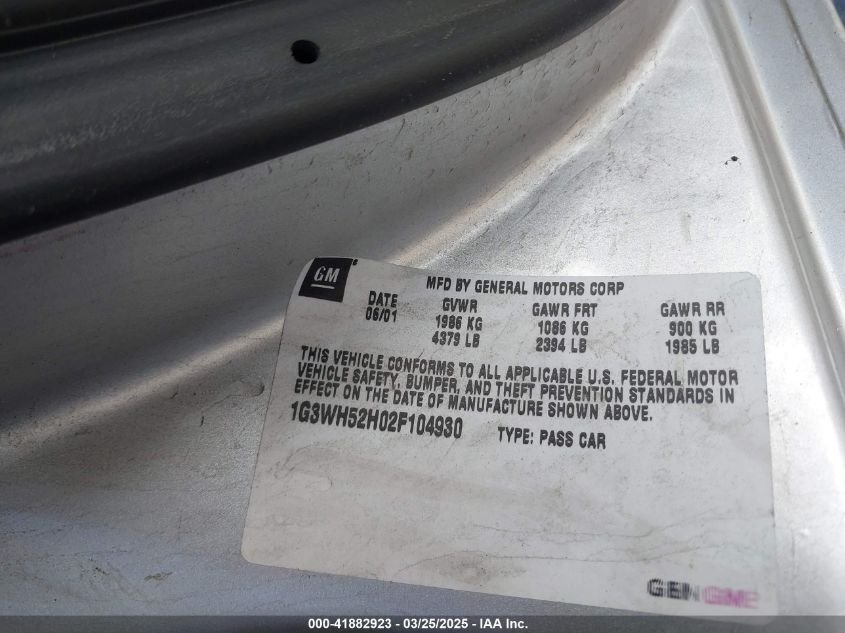 GM
MFD BY GENERAL MOTORS CORP
DATE GVWR GAWR FRT GAWR RR
06/01 1986 KG 1086 KG 900 KG
4379 LB 2394 LB 1985 LB
THIS VEHICLE CONFORMS TO ALL APPLICABLE U.S. FEDERAL MOTOR
VEHICLE SAFETY, BUMPER, AND THEFT PREVENTION STANDARDS IN
EFFECT ON THE DATE OF MANUFACTURE SHOWN ABOVE.
1G3WH52H02F104930 TYPE: PASS CAR
000-41882923 - 03/25/2025 - IAA Inc.